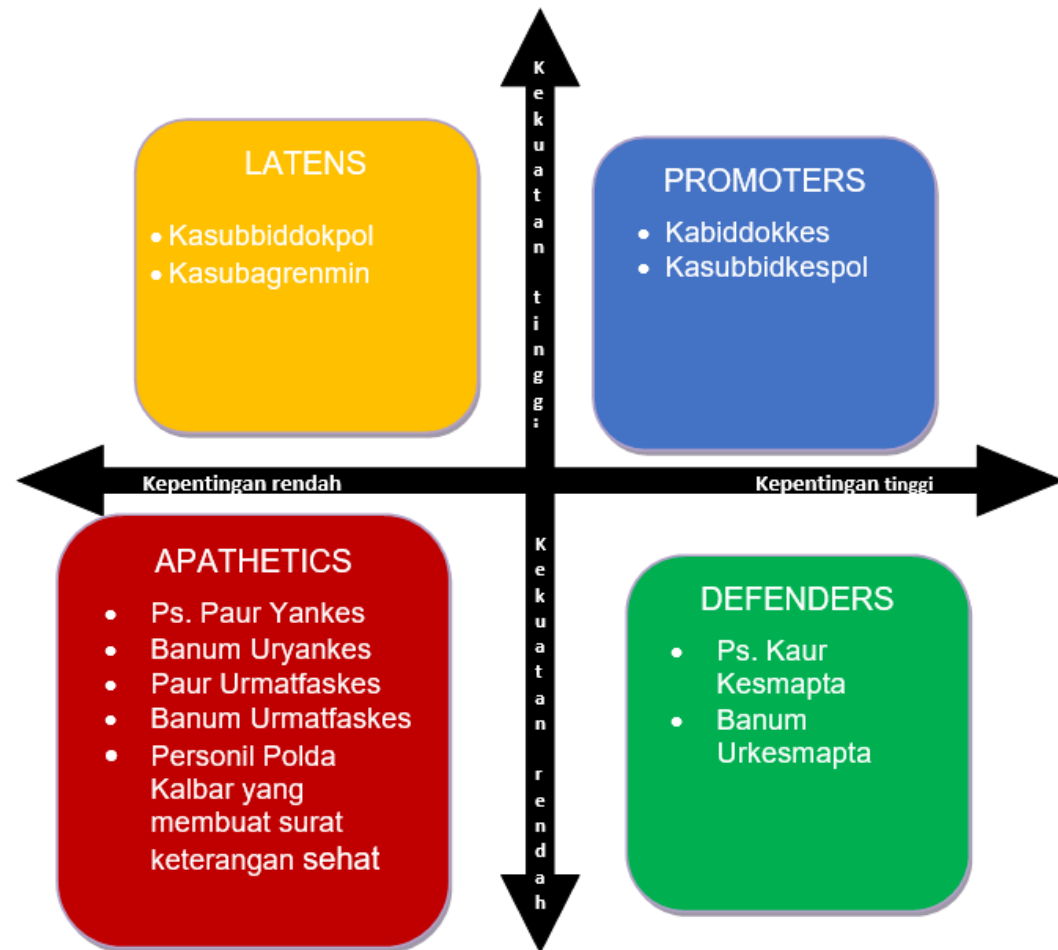 Kekuatan tinggi
LATENS
• Kasubbiddokpol
• Kasubagrenmin
PROMOTERS
• Kabiddokkes
• Kasubbidkespol
Kepentingan rendah
Kepentingan tinggi
APATHETICS
• Ps. Paur Yankes
• Banum Uryankes
• Paur Urmatfaskes
• Banum Urmatfaskes
• Personil Polda
Kalbar yang
membuat surat
keterangan sehat
Kekuatan rendah
DEFENDERS
• Ps. Kaur
Kesmapta
• Banum
Urkesmapta